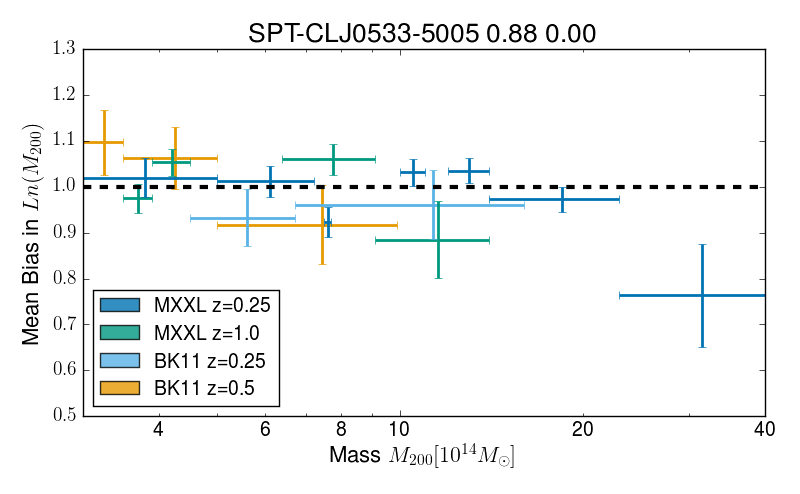 SPT-CLJ0533-5005 0.88 0.00
Mean Bias in Ln(M₂₀₀)
1.3
1.2
1.1
1.0
0.9
0.8
0.7
0.6
0.5
MXXL z=0.25
MXXL z=1.0
BK11 z=0.25
BK11 z=0.5
4 6 8 10 20 40
Mass M₂₀₀[10¹⁴M☉]